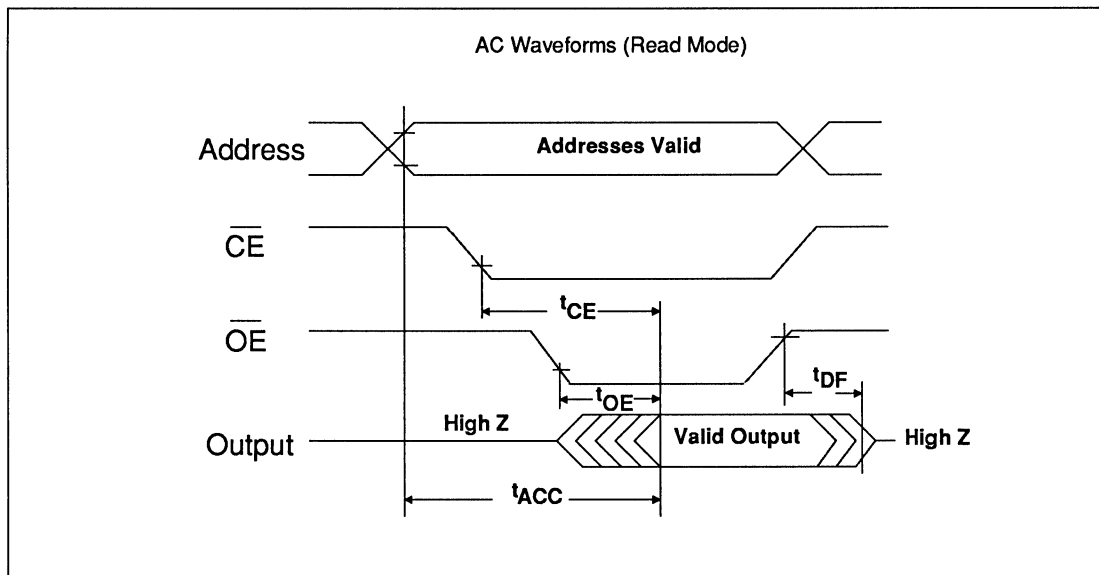 AC Waveforms (Read Mode)
Address
Addresses Valid
CE
tCE
OE
tOE
tDF
Output
High Z
Valid Output
High Z
tACC